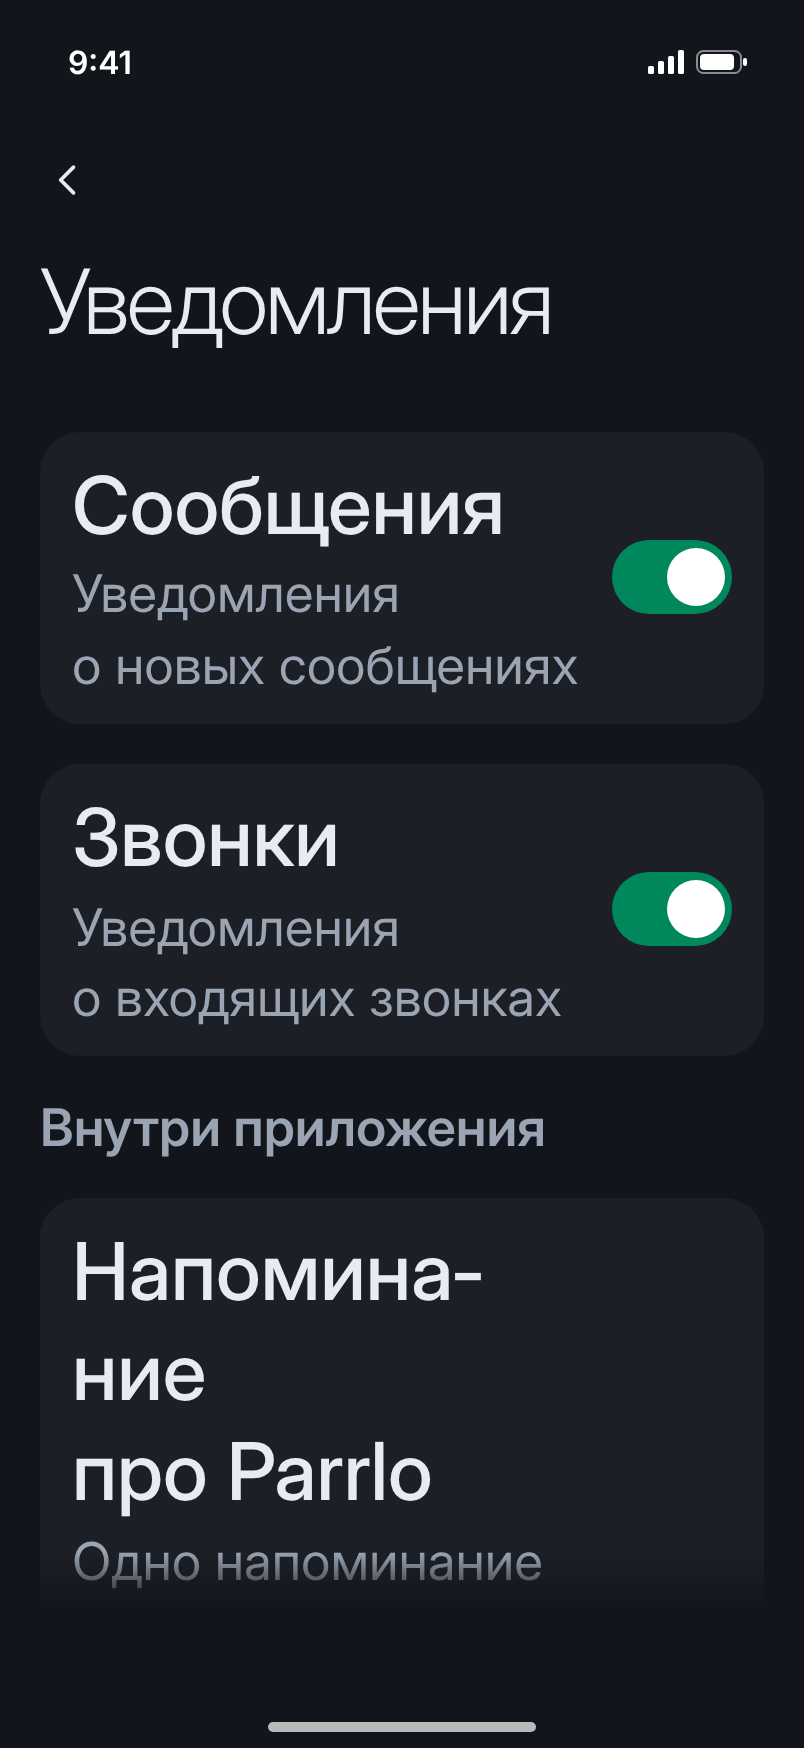 9:41
Уведомления
Сообщения
Уведомления
о новых сообщениях
Звонки
Уведомления
о входящих звонках
Внутри приложения
Напомина-
ние
про Parrlo
Одно напоминание